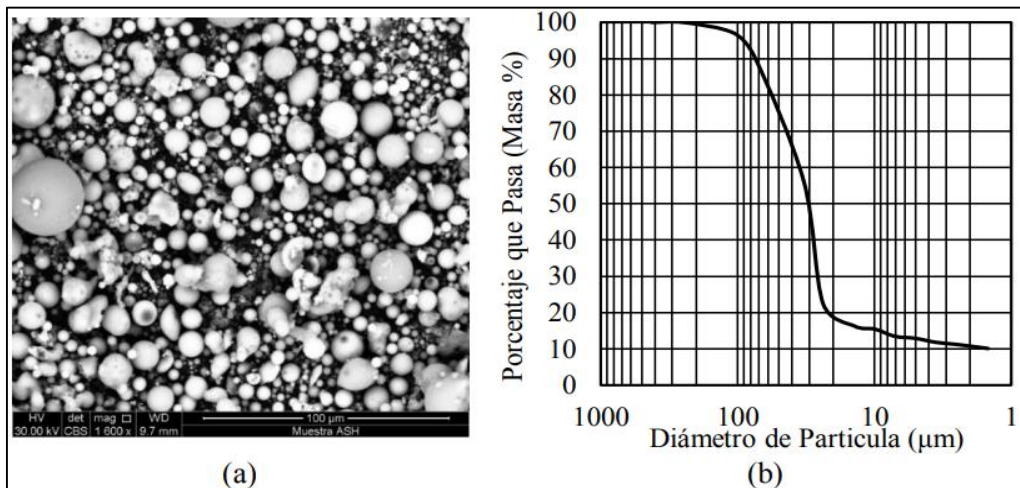 HV det mag □ WD 100 µm
30.00 kV CBS 1 600 x 9.7 mm Muestra ASH
(a)
Porcentaje que Pasa (Masa %)
100
90
80
70
60
50
40
30
20
10
0
1000 100 10 1
Diámetro de Particula (µm)
(b)